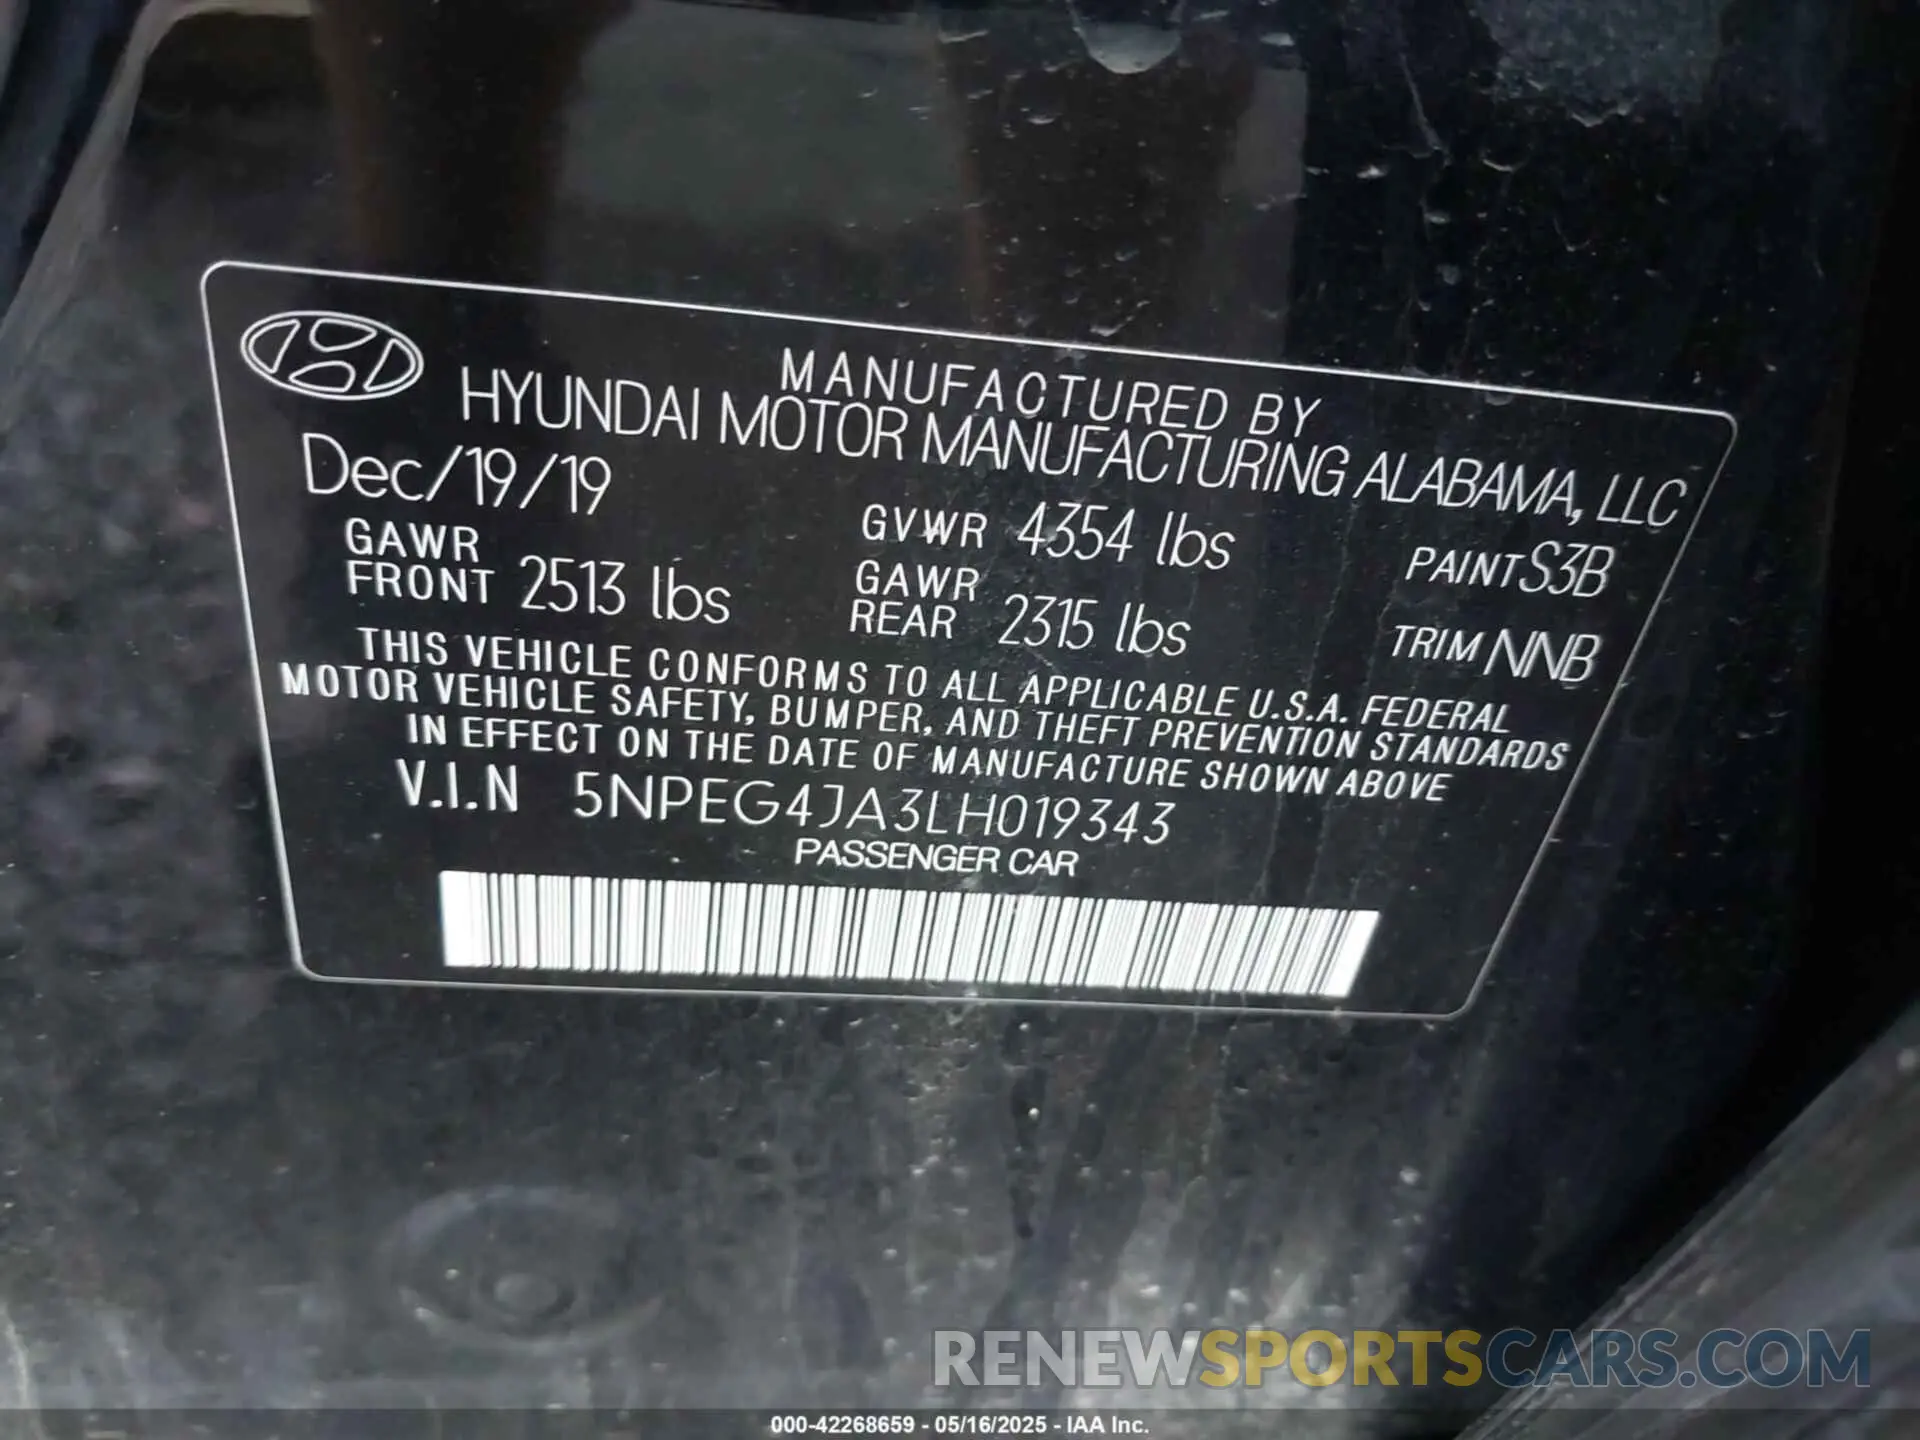 MANUFACTURED BY
HYUNDAI MOTOR MANUFACTURING ALABAMA, LLC
Dec/19/19
GVWR 4354 lbs
PAINT S3B
GAWR FRONT 2513 lbs
GAWR REAR 2315 lbs
TRIM NNB
THIS VEHICLE CONFORMS TO ALL APPLICABLE U.S.A. FEDERAL
MOTOR VEHICLE SAFETY, BUMPER, AND THEFT PREVENTION STANDARDS
IN EFFECT ON THE DATE OF MANUFACTURE SHOWN ABOVE
V.I.N 5NPEG4JA3LH019343
PASSENGER CAR
RENEWSPORTSCARS.COM
000-42268659 - 05/16/2025 - IAA Inc.